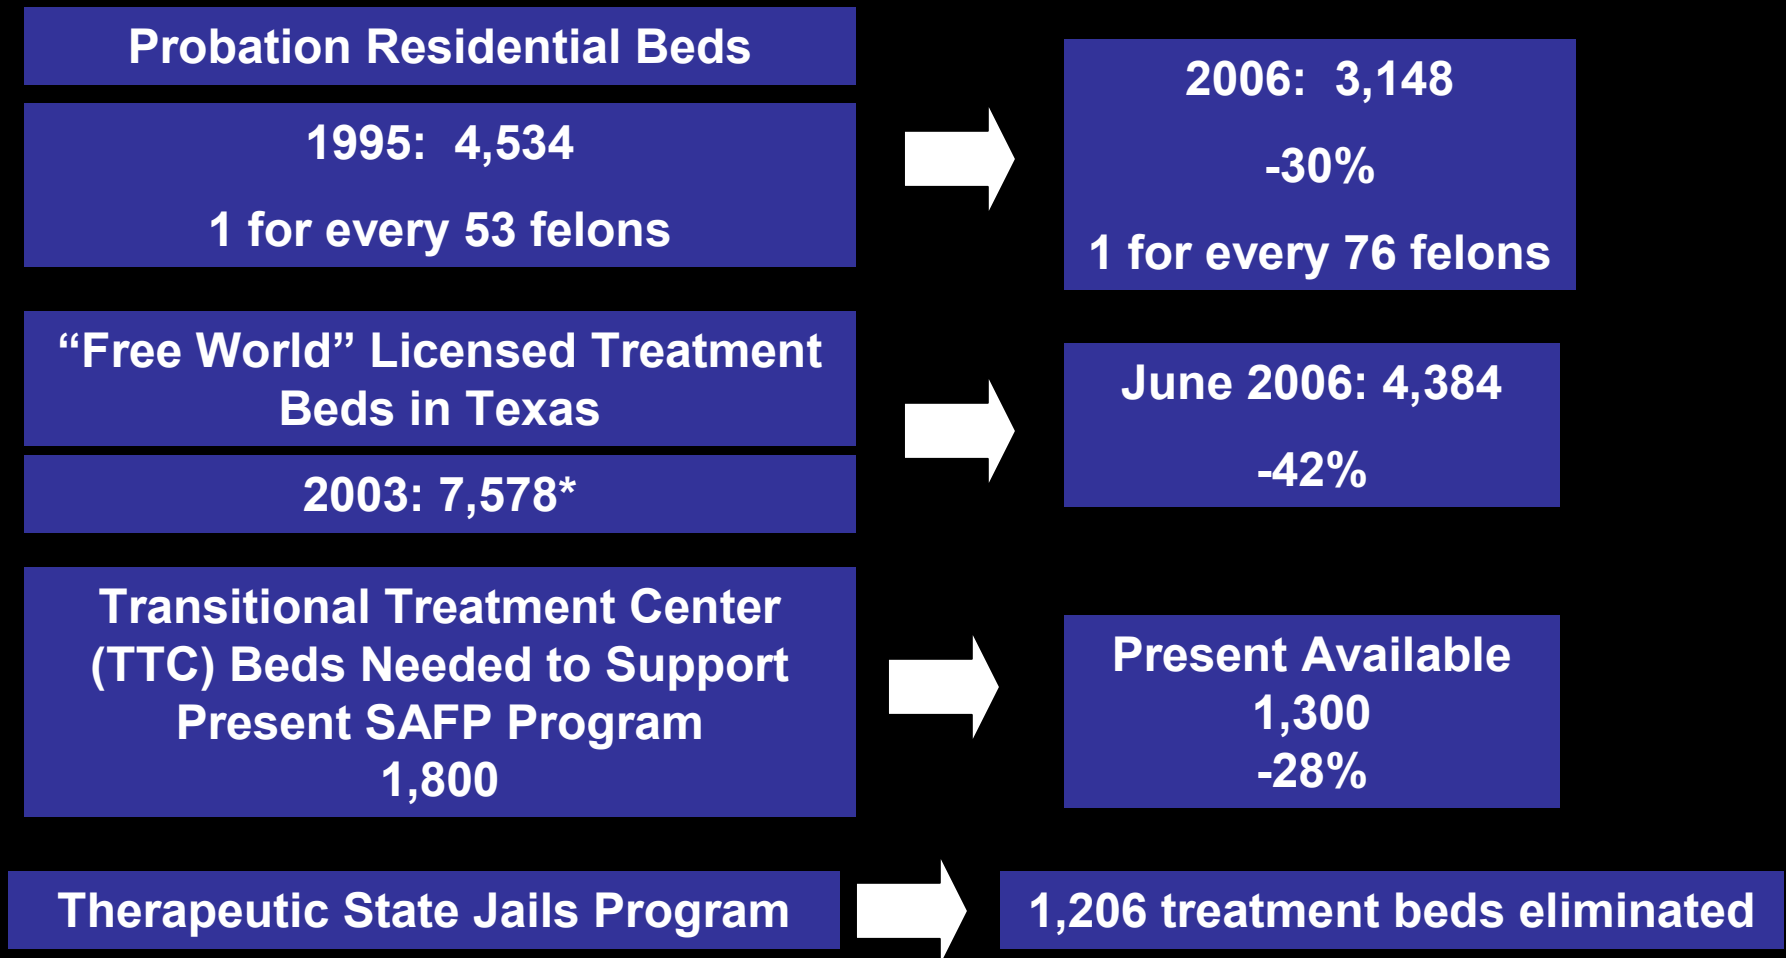 Probation Residential Beds
1995:  4,534
1 for every 53 felons
2006:  3,148
-30%
1 for every 76 felons
“Free World” Licensed Treatment
Beds in Texas
2003: 7,578*
June 2006: 4,384
-42%
Transitional Treatment Center
(TTC) Beds Needed to Support
Present SAFP Program
1,800
Present Available
1,300
-28%
Therapeutic State Jails Program
1,206 treatment beds eliminated